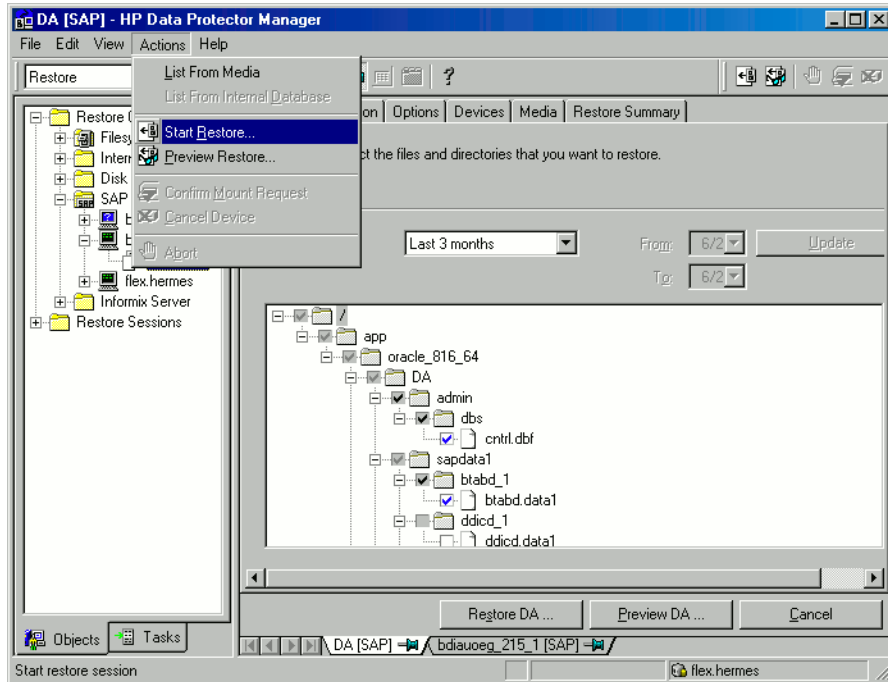 DA [SAP] - HP Data Protector Manager
File Edit View Actions Help
Restore
List From Media
List From Internal Database
Start Restore...
Preview Restore...
Confirm Mount Request
Cancel Device
Abort
Restore
Filesy
Intern
Disk
SAP
flex.hermes
Informix Server
Restore Sessions
Objects
Tasks
on
Options
Devices
Media
Restore Summary
ct the files and directories that you want to restore.
Last 3 months
From: 6/2
Update
To: 6/2
/
app
oracle_816_64
DA
admin
dbs
cntrl.dbf
sapdata1
btabd_1
btabd.data1
ddicd_1
ddicd.data1
Restore DA ...
Preview DA ...
Cancel
DA [SAP]
bdiauoeg_215_1 [SAP]
Start restore session
flex.hermes